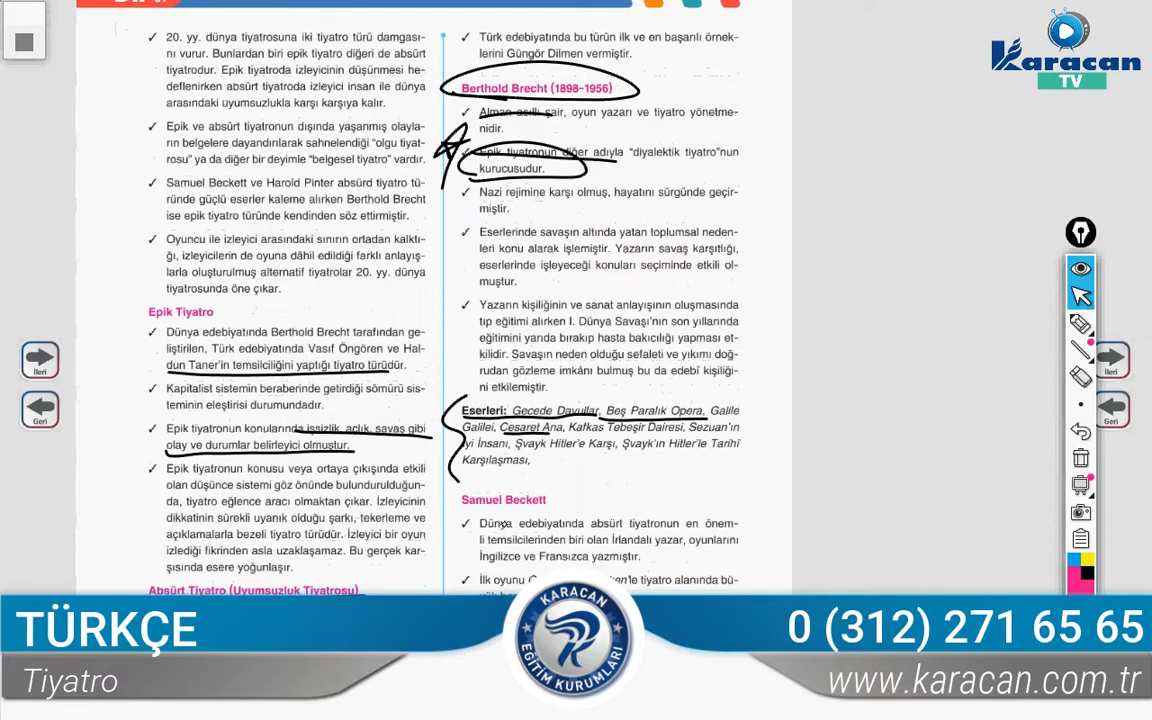 Karacan
TV
✓ 20. yy. dünya tiyatrosuna iki tiyatro türü damgası-
nı vurur. Bunlardan biri epik tiyatro diğeri de absürt
tiyatrodur. Epik tiyatroda izleyicinin düşünmesi he-
deflenirken absürt tiyatroda izleyici insan ile dünya
arasındaki uyumsuzlukla karşı karşıya kalır.
✓ Epik ve absürt tiyatronun dışında yaşanmış olayla-
rın belgelere dayandırılarak sahnelendiği “olgu tiyat-
rosu” ya da diğer bir deyimle “belgesel tiyatro” vardır.
✓ Samuel Beckett ve Harold Pinter absürd tiyatro tü-
ründe güçlü eserler kaleme alırken Berthold Brecht
ise epik tiyatro türünde kendinden söz ettirmiştir.
✓ Oyuncu ile izleyici arasındaki sınırın ortadan kalktı-
ğı, izleyicilerin de oyuna dâhil edildiği farklı anlayış-
larla oluşturulmuş alternatif tiyatrolar 20. yy. dünya
tiyatrosunda öne çıkar.
Epik Tiyatro
✓ Dünya edebiyatında Berthold Brecht tarafından ge-
liştirilen, Türk edebiyatında Vasıf Öngören ve Hal-
dun Taner’in temsilciliğini yaptığı tiyatro türüdür.
✓ Kapitalist sistemin beraberinde getirdiği sömürü sis-
teminin eleştirisi durumundadır.
✓ Epik tiyatronun konularında işsizlik, açlık, savaş gibi
olay ve durumlar belirleyici olmuştur.
✓ Epik tiyatronun konusu veya ortaya çıkışında etkili
olan düşünce sistemi göz önünde bulundurulduğun-
da, tiyatro eğlence aracı olmaktan çıkar. İzleyicinin
dikkatinin sürekli uyanık olduğu şarkı, tekerleme ve
açıklamalarla bezeli tiyatro türüdür. İzleyici bir oyun
izlediği fikrinden asla uzaklaşamaz. Bu gerçek kar-
şısında esere yoğunlaşır.
Absürt Tiyatro (Uyumsuzluk Tiyatrosu)
✓ Türk edebiyatında bu türün ilk ve en başarılı örnek-
lerini Güngör Dilmen vermiştir.
Berthold Brecht (1898-1956)
✓ Alman asıllı şair, oyun yazarı ve tiyatro yönetme-
nidir.
✓ Epik tiyatronun diğer adıyla “diyalektik tiyatro”nun
kurucusudur.
✓ Nazi rejimine karşı olmuş, hayatını sürgünde geçir-
miştir.
✓ Eserlerinde savaşın altında yatan toplumsal neden-
leri konu alarak işlemiştir. Yazarın savaş karşıtlığı,
eserlerinde işleyeceği konuları seçiminde etkili ol-
muştur.
✓ Yazarın kişiliğinin ve sanat anlayışının oluşmasında
tıp eğitimi alırken I. Dünya Savaşı’nın son yıllarında
eğitimini yarıda bırakıp hasta bakıcılığı yapması et-
kilidir. Savaşın neden olduğu sefaleti ve yıkımı doğ-
rudan gözleme imkânı bulmuş bu da edebî kişiliği-
ni etkilemiştir.
Eserleri: Gecede Davullar, Beş Paralık Opera, Galile
Galilei, Cesaret Ana, Kafkas Tebeşir Dairesi, Sezuan’ın
İyi İnsanı, Şvayk Hitler’e Karşı, Şvayk’ın Hitler’le Tarihî
Karşılaşması,
Samuel Beckett
✓ Dünya edebiyatında absürt tiyatronun en önem-
li temsilcilerinden biri olan İrlandalı yazar, oyunlarını
İngilizce ve Fransızca yazmıştır.
✓ İlk oyunu tiyatro alanında bü-
İleri
Geri
İleri
Geri
TÜRKÇE
Tiyatro
KARACAN
EĞİTİM KURUMLARI
0 (312) 271 65 65
www.karacan.com.tr